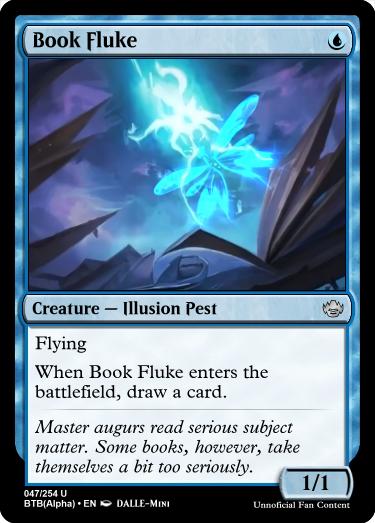 Book Fluke
Creature — Illusion Pest
Flying
When Book Fluke enters the
battlefield, draw a card.
Master augurs read serious subject
matter. Some books, however, take
themselves a bit too seriously.
1/1
047/254 U
BTB(Alpha) • EN DALLE-Mini
Unofficial Fan Content